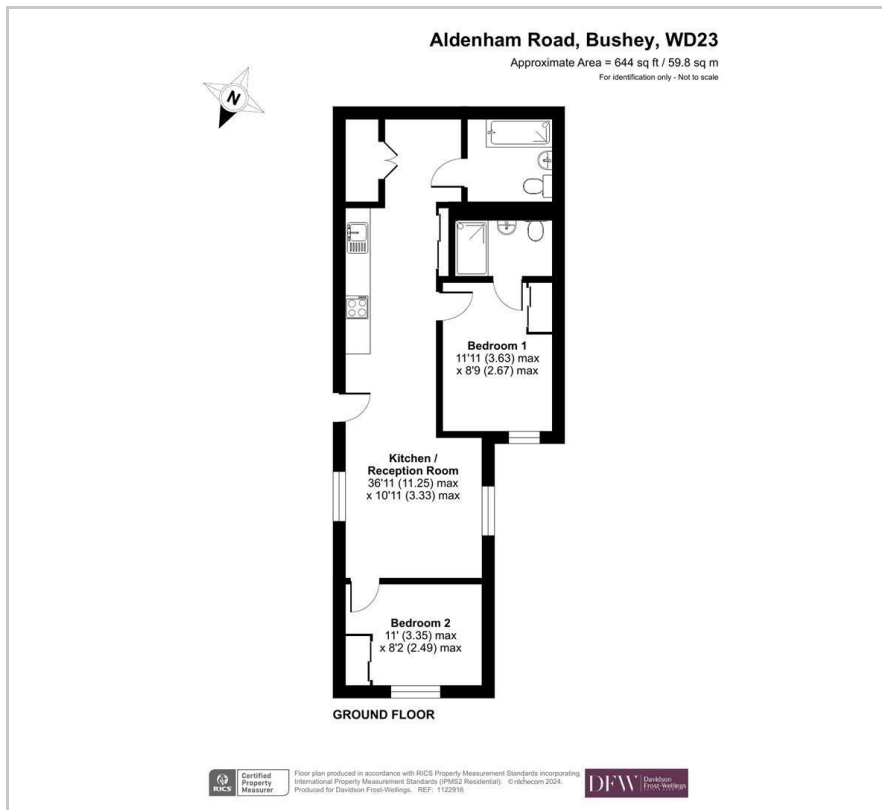 Aldenham Road, Bushey, WD23
Approximate Area = 644 sq ft / 59.8 sq m
For identification only - Not to scale
N
Bedroom 1
11'11 (3.63) max
x 8'9 (2.67) max
Kitchen /
Reception Room
36'11 (11.25) max
x 10'11 (3.33) max
Bedroom 2
11' (3.35) max
x 8'2 (2.49) max
GROUND FLOOR
RICS
Certified
Property
Measurer
Floor plan produced in accordance with RICS Property Measurement Standards incorporating
International Property Measurement Standards (IPMS2 Residential). © nichecom 2024.
Produced for Davidson Frost-Wellings. REF: 1122916
DFW
Davidson
Frost-Wellings